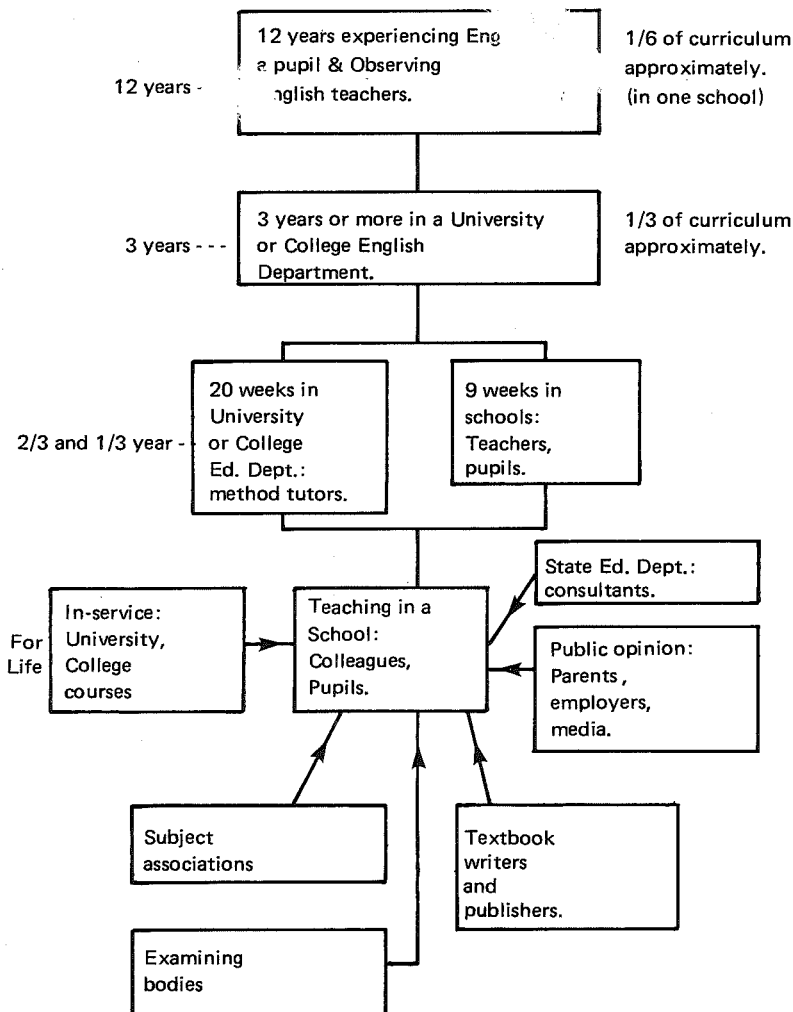 12 years experiencing Eng
a pupil & Observing
nglish teachers.
1/6 of curriculum
approximately.
(in one school)
12 years -
3 years or more in a University
or College English
Department.
1/3 of curriculum
approximately.
3 years - - -
20 weeks in
University
or College
Ed. Dept.:
method tutors.
9 weeks in
schools:
Teachers,
pupils.
2/3 and 1/3 year - -
State Ed. Dept.:
consultants.
For
Life
In-service:
University,
College
courses
Teaching in a
School:
Colleagues,
Pupils.
Public opinion:
Parents,
employers,
media.
Subject
associations
Textbook
writers
and
publishers.
Examining
bodies